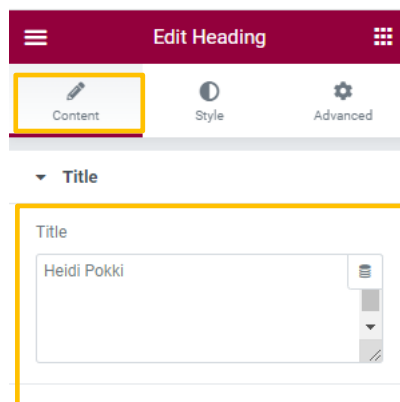 Edit Heading
Content Style Advanced
Title
Title
Heidi Pokki